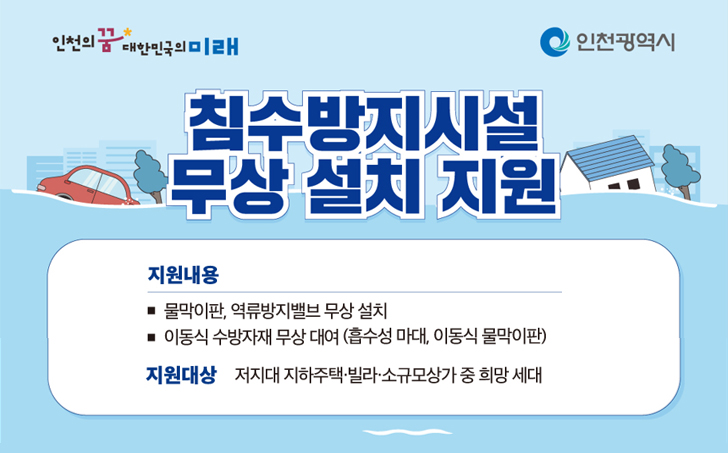 인천의 꿈 대한민국의 미래
인천광역시
침수방지시설
무상 설치 지원
지원내용
■ 물막이판, 역류방지밸브 무상 설치
■ 이동식 수방자재 무상 대여 (흡수성 마대, 이동식 물막이판)
지원대상 저지대 지하주택·빌라·소규모상가 중 희망 세대